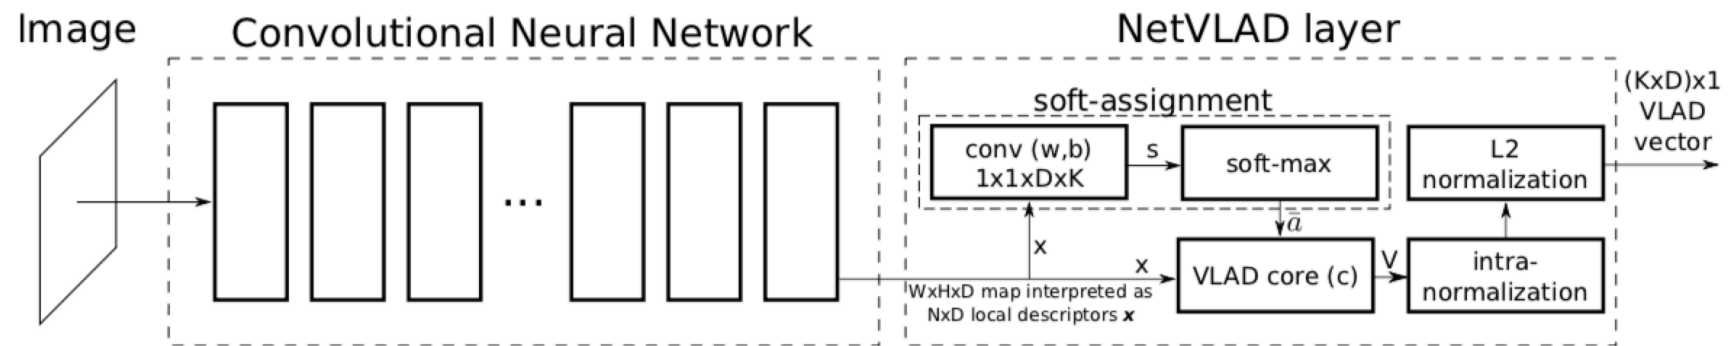 Image
Convolutional Neural Network
NetVLAD layer
...
soft-assignment
conv (w,b)
1x1xDxK
s
soft-max
x
x
WxHxD map interpreted as
NxD local descriptors x
ā
VLAD core (c)
V
intra-
normalization
L2
normalization
(KxD)x1
VLAD
vector